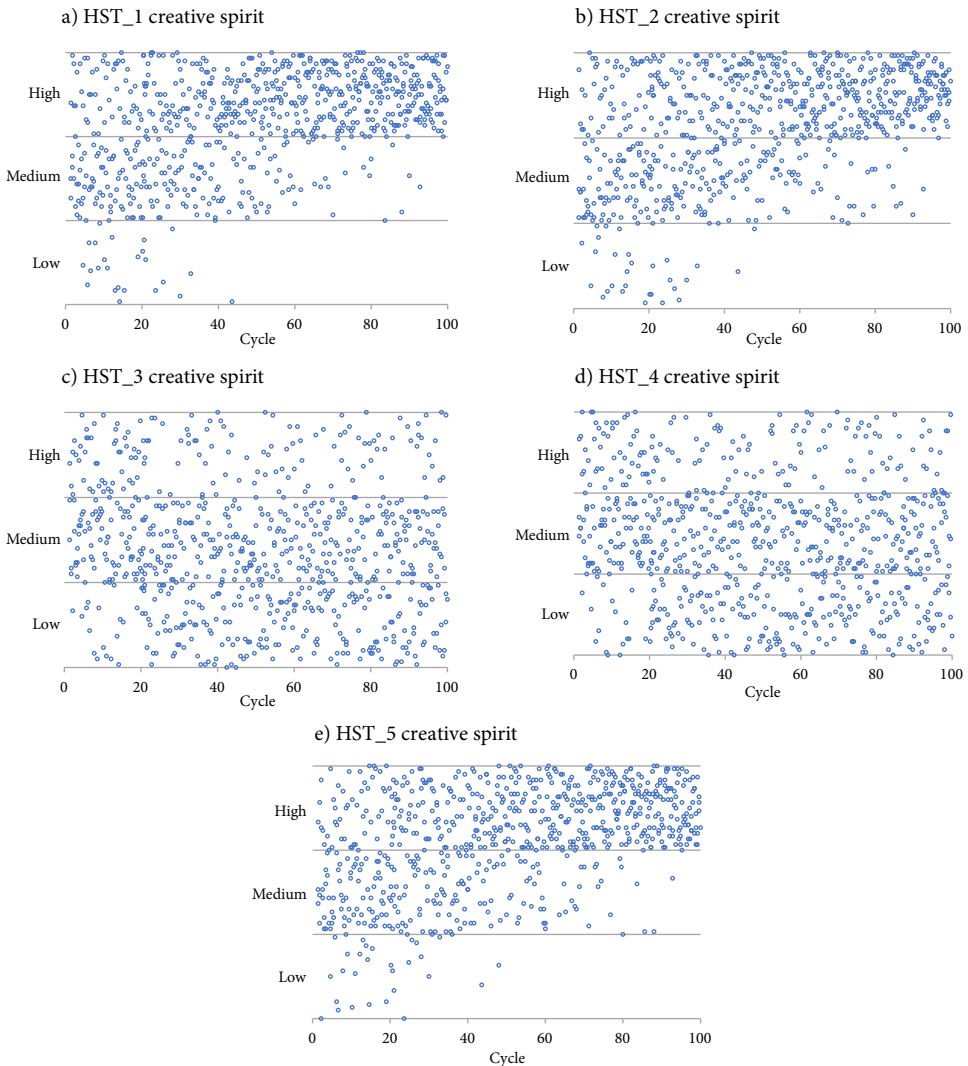 a) HST_1 creative spirit
High
Medium
Low
0 20 40 60 80 100
Cycle
b) HST_2 creative spirit
High
Medium
Low
0 20 40 60 80 100
Cycle
c) HST_3 creative spirit
High
Medium
Low
0 20 40 60 80 100
Cycle
d) HST_4 creative spirit
High
Medium
Low
0 20 40 60 80 100
Cycle
e) HST_5 creative spirit
High
Medium
Low
0 20 40 60 80 100
Cycle